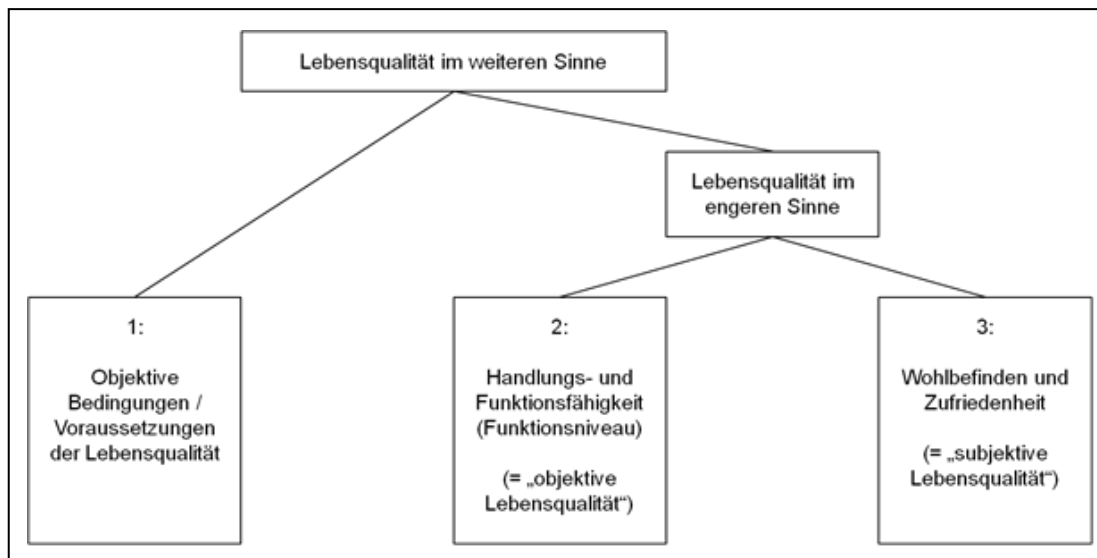 Lebensqualität im weiteren Sinne
Lebensqualität im
engeren Sinne
1:
Objektive
Bedingungen /
Voraussetzungen
der Lebensqualität
2:
Handlungs- und
Funktionsfähigkeit
(Funktionsniveau)
(= „objektive
Lebensqualität“)
3:
Wohlbefinden und
Zufriedenheit
(= „subjektive
Lebensqualität“)